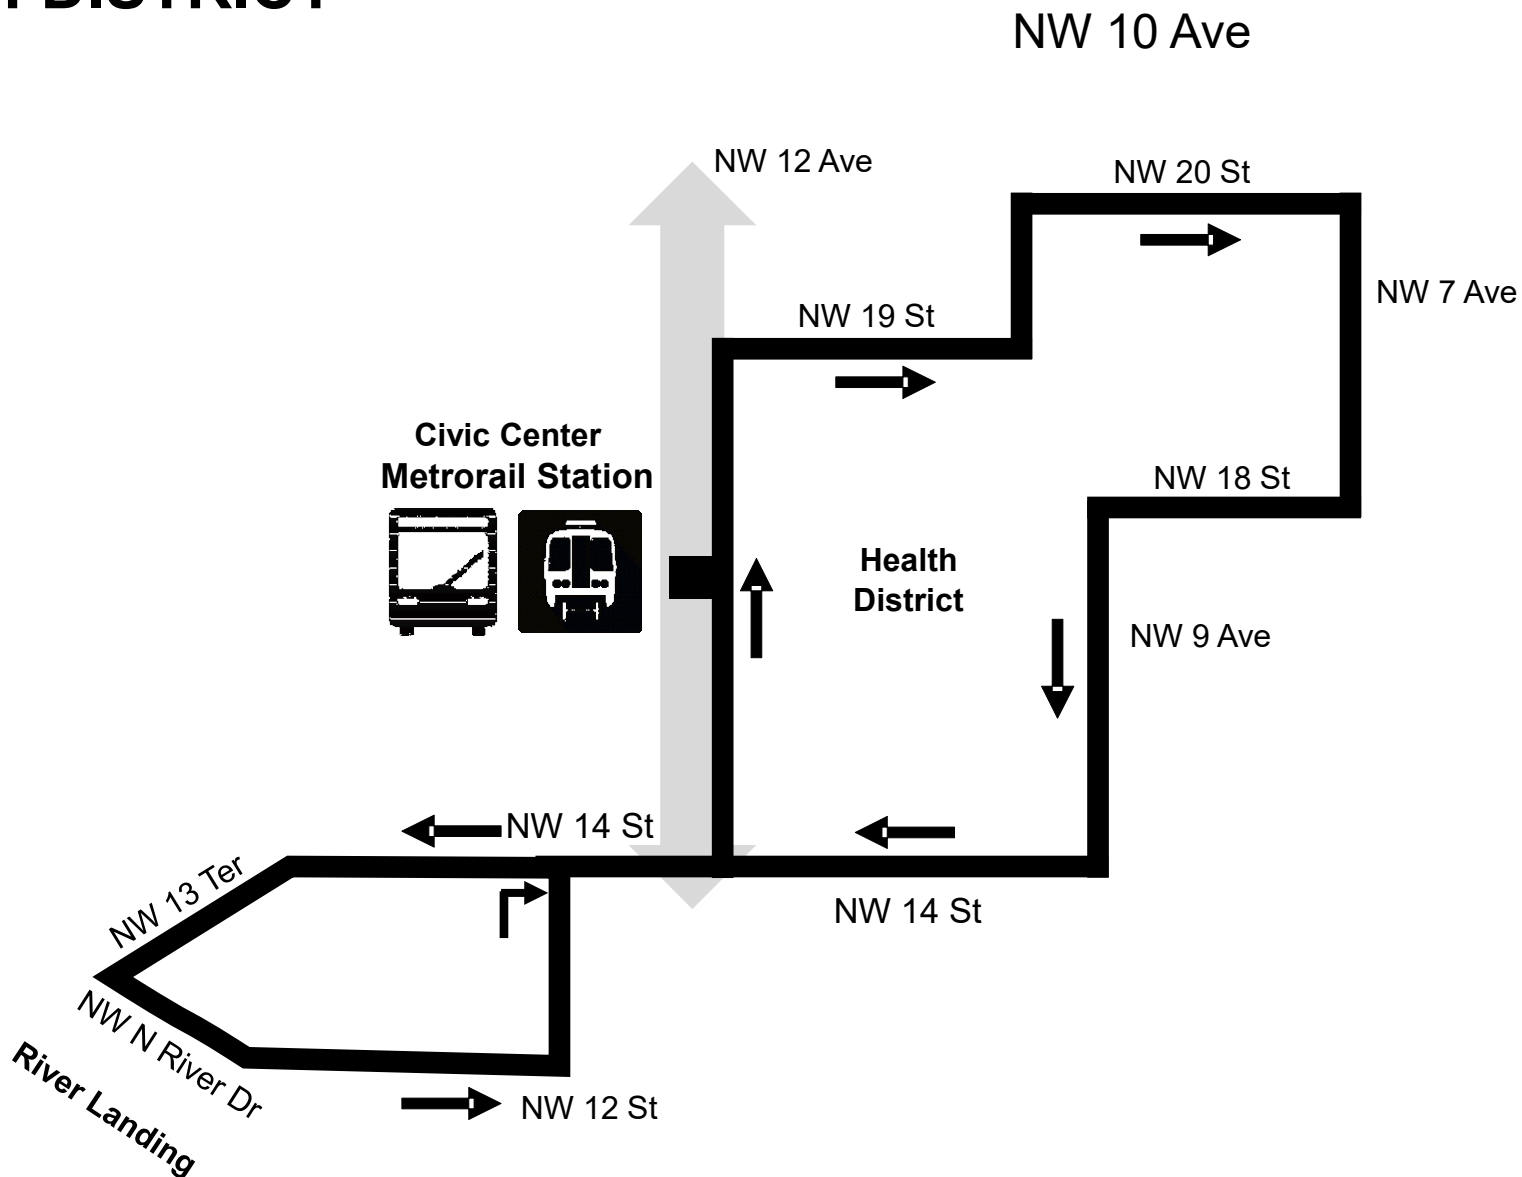 DISTRICT
NW 10 Ave
NW 12 Ave
NW 20 St
NW 7 Ave
NW 19 St
Civic Center
Metrorail Station
NW 18 St
Health
District
NW 9 Ave
NW 14 St
NW 13 Ter
NW 14 St
NW N River Dr
River Landing
NW 12 St